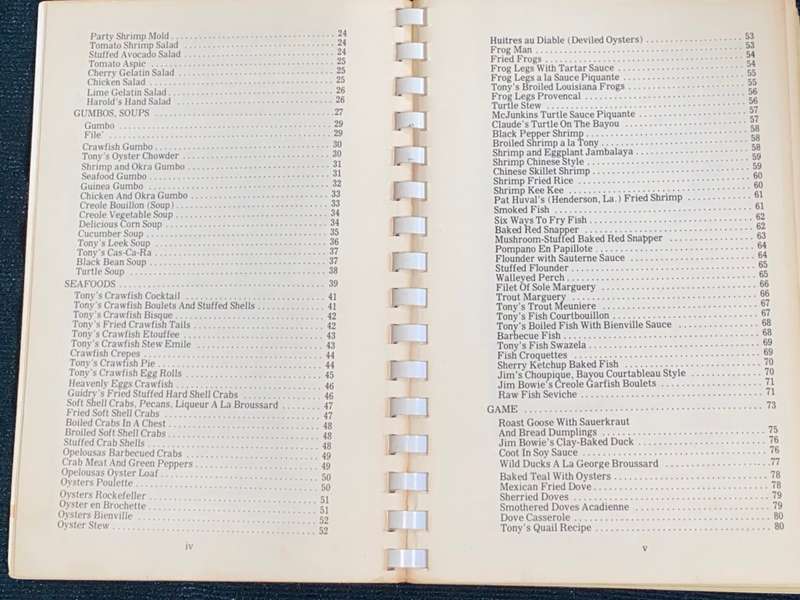 Party Shrimp Mold 24
Tomato Shrimp Salad 24
Stuffed Avocado Salad 24
Tomato Aspic 25
Cherry Gelatin Salad 25
Chicken Salad 25
Lime Gelatin Salad 26
Harold's Hand Salad 26
GUMBOS, SOUPS 27
Gumbo 29
File' 29
Crawfish Gumbo 30
Tony's Oyster Chowder 30
Shrimp and Okra Gumbo 31
Seafood Gumbo 31
Guinea Gumbo 32
Chicken And Okra Gumbo 33
Creole Bouillon (Soup) 33
Creole Vegetable Soup 34
Delicious Corn Soup 34
Cucumber Soup 35
Tony's Leek Soup 36
Tony's Cas-Ca-Ra 37
Black Bean Soup 37
Turtle Soup 38
SEAFOODS 39
Tony's Crawfish Cocktail 41
Tony's Crawfish Boulets And Stuffed Shells 41
Tony's Crawfish Bisque 42
Tony's Fried Crawfish Tails 42
Tony's Crawfish Etouffee 43
Tony's Crawfish Stew Emile 43
Crawfish Crepes 44
Tony's Crawfish Pie 44
Tony's Crawfish Egg Rolls 45
Heavenly Eggs Crawfish 46
Guidry's Fried Stuffed Hard Shell Crabs 46
Soft Shell Crabs, Pecans, Liqueur A La Broussard 47
Fried Soft Shell Crabs 47
Boiled Crabs In A Chest 48
Broiled Soft Shell Crabs 48
Stuffed Crab Shells 48
Opelousas Barbecued Crabs 49
Crab Meat And Green Peppers 49
Opelousas Oyster Loaf 50
Oysters Poulette 50
Oysters Rockefeller 51
Oyster en Brochette 51
Oysters Bienville 52
Oyster Stew 52
iv
Huitres au Diable (Deviled Oysters) 53
Frog Man 53
Fried Frogs 54
Frog Legs With Tartar Sauce 54
Frog Legs a la Sauce Piquante 55
Tony's Broiled Louisiana Frogs 55
Frog Legs Provencal 56
Turtle Stew 56
McJunkins Turtle Sauce Piquante 57
Claude's Turtle On The Bayou 57
Black Pepper Shrimp 58
Broiled Shrimp a la Tony 58
Shrimp and Eggplant Jambalaya 58
Shrimp Chinese Style 59
Chinese Skillet Shrimp 59
Shrimp Fried Rice 60
Shrimp Kee Kee 60
Pat Huval's (Henderson, La.) Fried Shrimp 61
Smoked Fish 61
Six Ways To Fry Fish 62
Baked Red Snapper 62
Mushroom-Stuffed Baked Red Snapper 63
Pompano En Papillote 64
Flounder with Sauterne Sauce 64
Stuffed Flounder 65
Walleyed Perch 65
Filet Of Sole Marguery 66
Trout Marguery 66
Tony's Trout Meuniere 67
Tony's Fish Courtbouillon 67
Tony's Boiled Fish With Bienville Sauce 68
Barbecue Fish 68
Tony's Fish Swazela 69
Fish Croquettes 69
Sherry Ketchup Baked Fish 70
Jim's Choupique, Bayou Courtableau Style 70
Jim Bowie's Creole Garfish Boulets 71
Raw Fish Seviche 71
GAME 73
Roast Goose With Sauerkraut
And Bread Dumplings 75
Jim Bowie's Clay-Baked Duck 76
Coot In Soy Sauce 76
Wild Ducks A La George Broussard 77
Baked Teal With Oysters 78
Mexican Fried Dove 78
Sherried Doves 79
Smothered Doves Acadienne 79
Dove Casserole 80
Tony's Quail Recipe 80
v